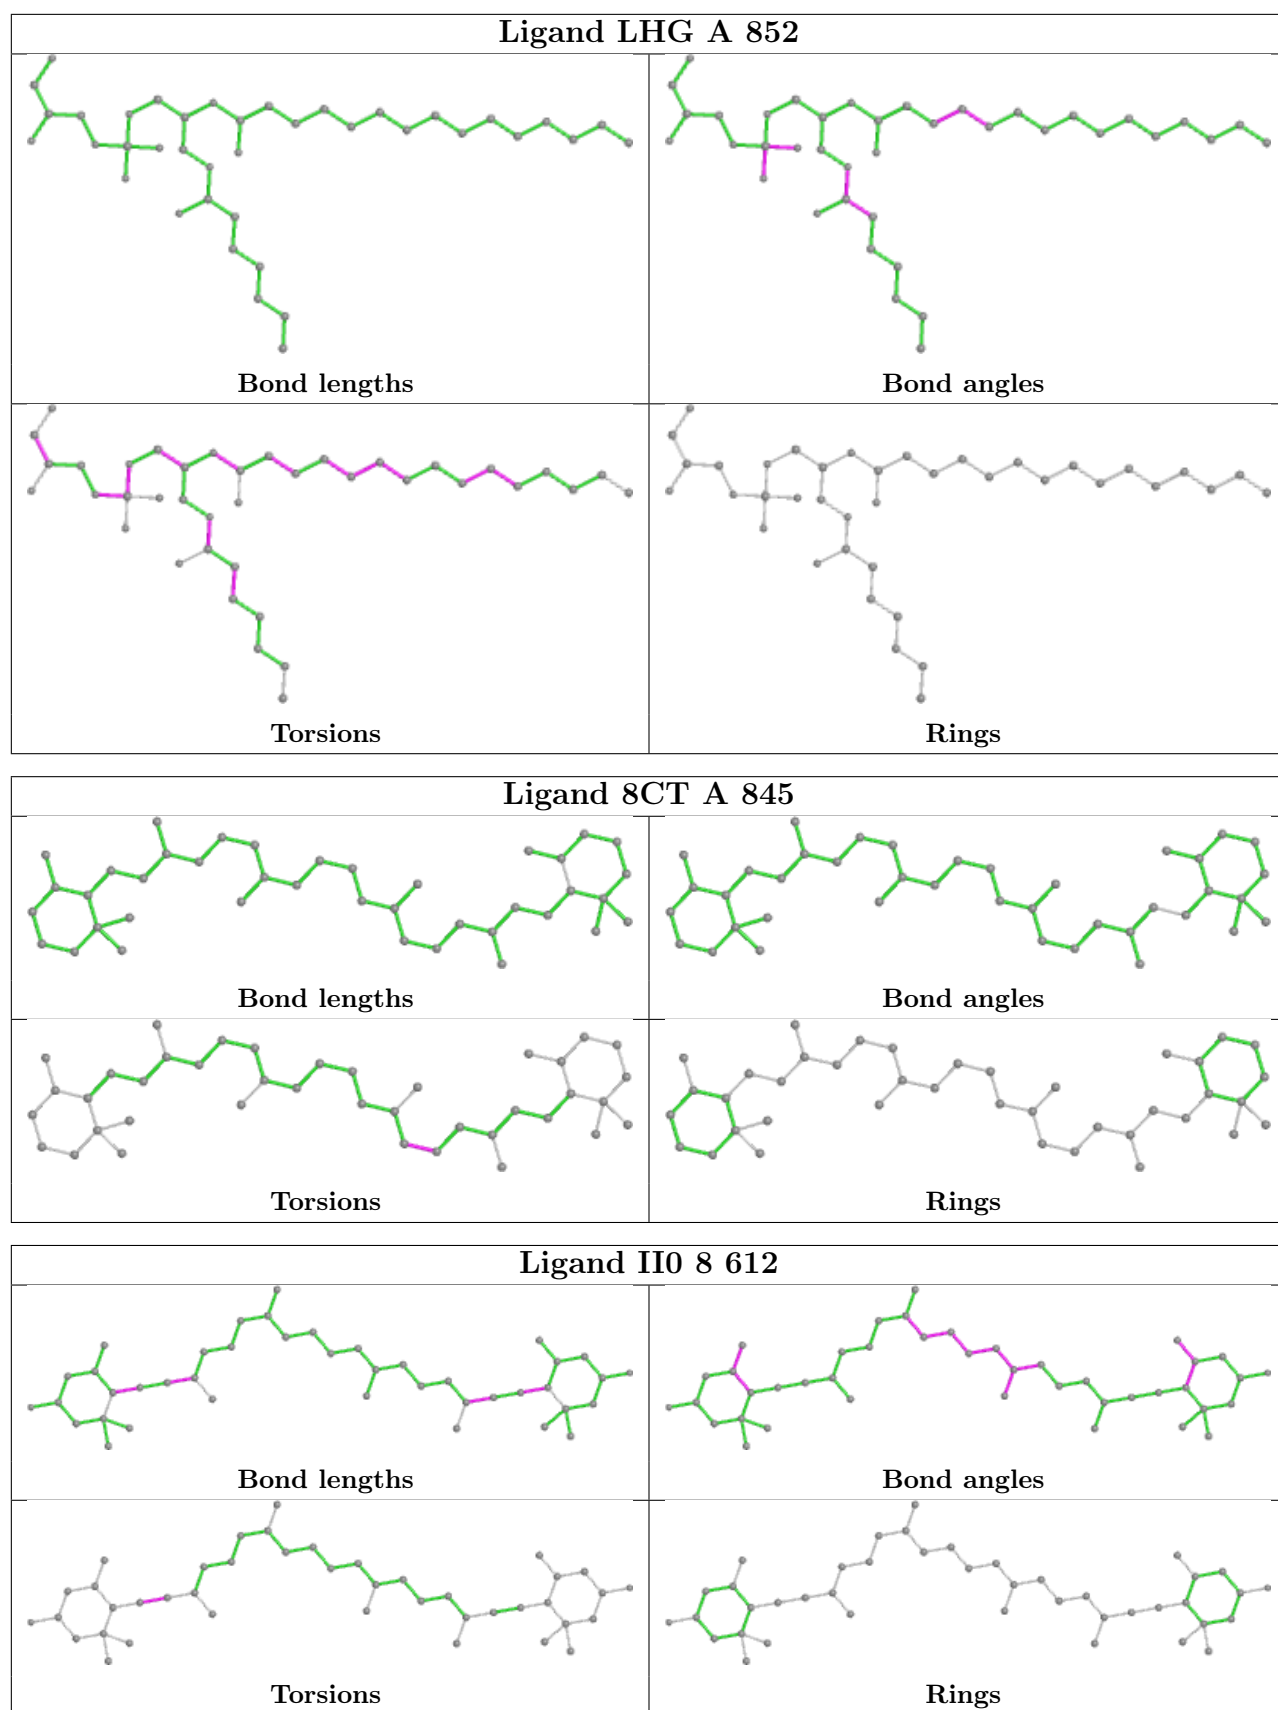 Ligand LHG A 852
Bond lengths
Bond angles
Torsions
Rings
Ligand 8CT A 845
Bond lengths
Bond angles
Torsions
Rings
Ligand II0 8 612
Bond lengths
Bond angles
Torsions
Rings